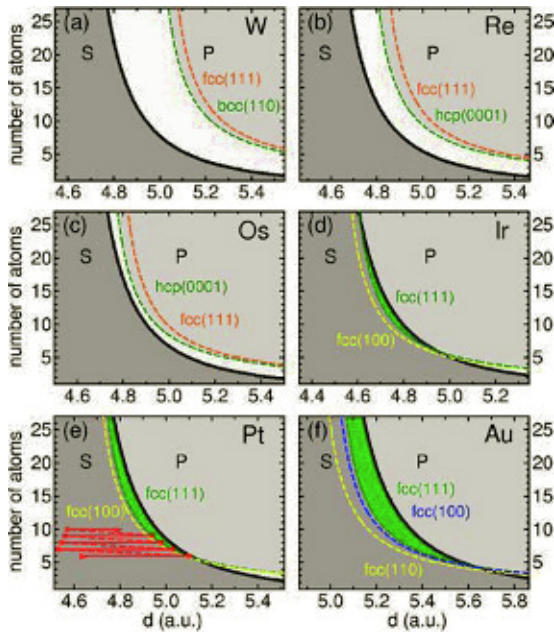 (a) W
S P
fcc(111)
bcc(110)
number of atoms
25
20
15
10
5
4.6 4.8 5.0 5.2 5.4
(b) Re
S P
fcc(111)
hcp(0001)
25
20
15
10
5
4.6 4.8 5.0 5.2 5.4
(c) Os
S P
hcp(0001)
fcc(111)
number of atoms
25
20
15
10
5
4.6 4.8 5.0 5.2 5.4
(d) Ir
S P
fcc(111)
fcc(100)
25
20
15
10
5
4.4 4.6 4.8 5.0 5.2
(e) Pt
S P
fcc(111)
fcc(100)
number of atoms
25
20
15
10
5
4.6 4.8 5.0 5.2 5.4
d (a.u.)
(f) Au
S P
fcc(111)
fcc(100)
fcc(110)
25
20
15
10
5
5.0 5.2 5.4 5.6 5.8
d (a.u.)